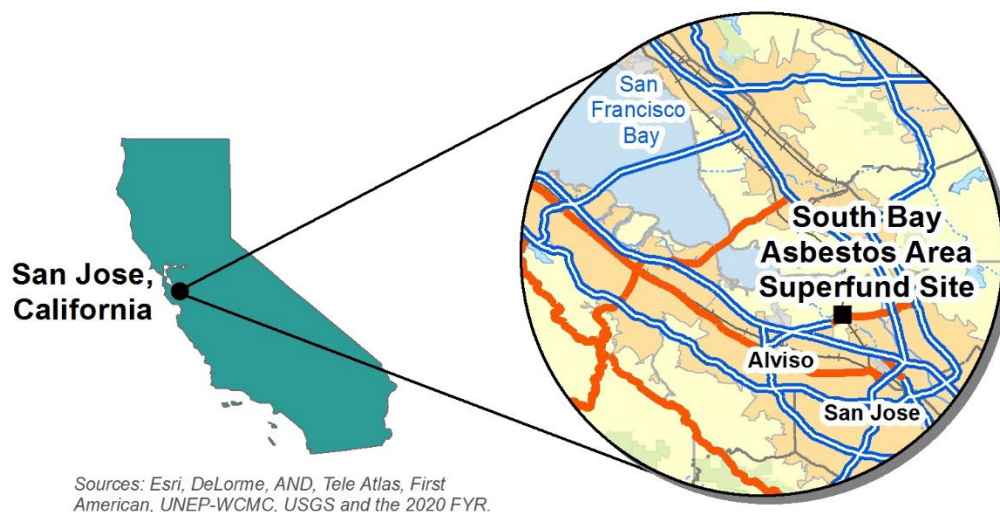 San Jose,
California
San
Francisco
Bay
South Bay
Asbestos Area
Superfund Site
Alviso
San Jose
Sources: Esri, DeLorme, AND, Tele Atlas, First
American, UNEP-WCMC, USGS and the 2020 FYR.